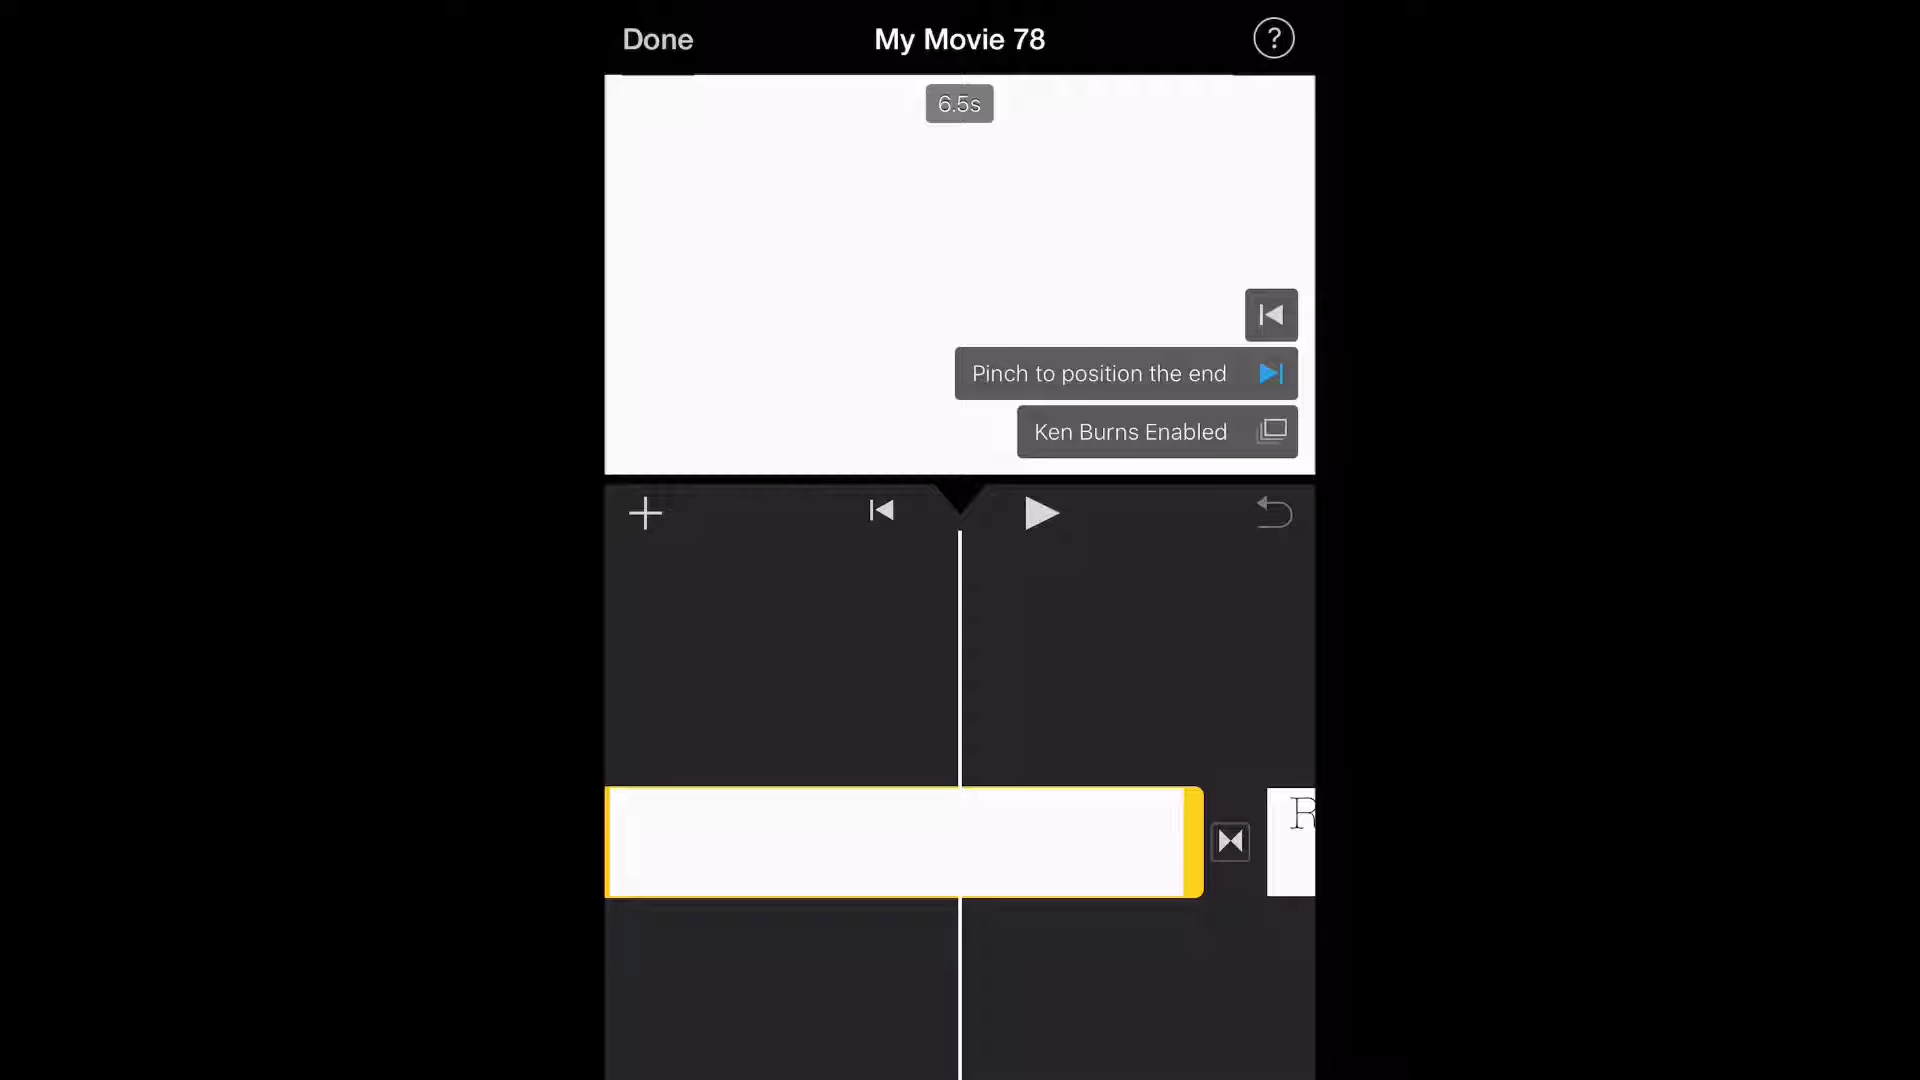 Done
My Movie 78
?
6.5s
Pinch to position the end
Ken Burns Enabled
R